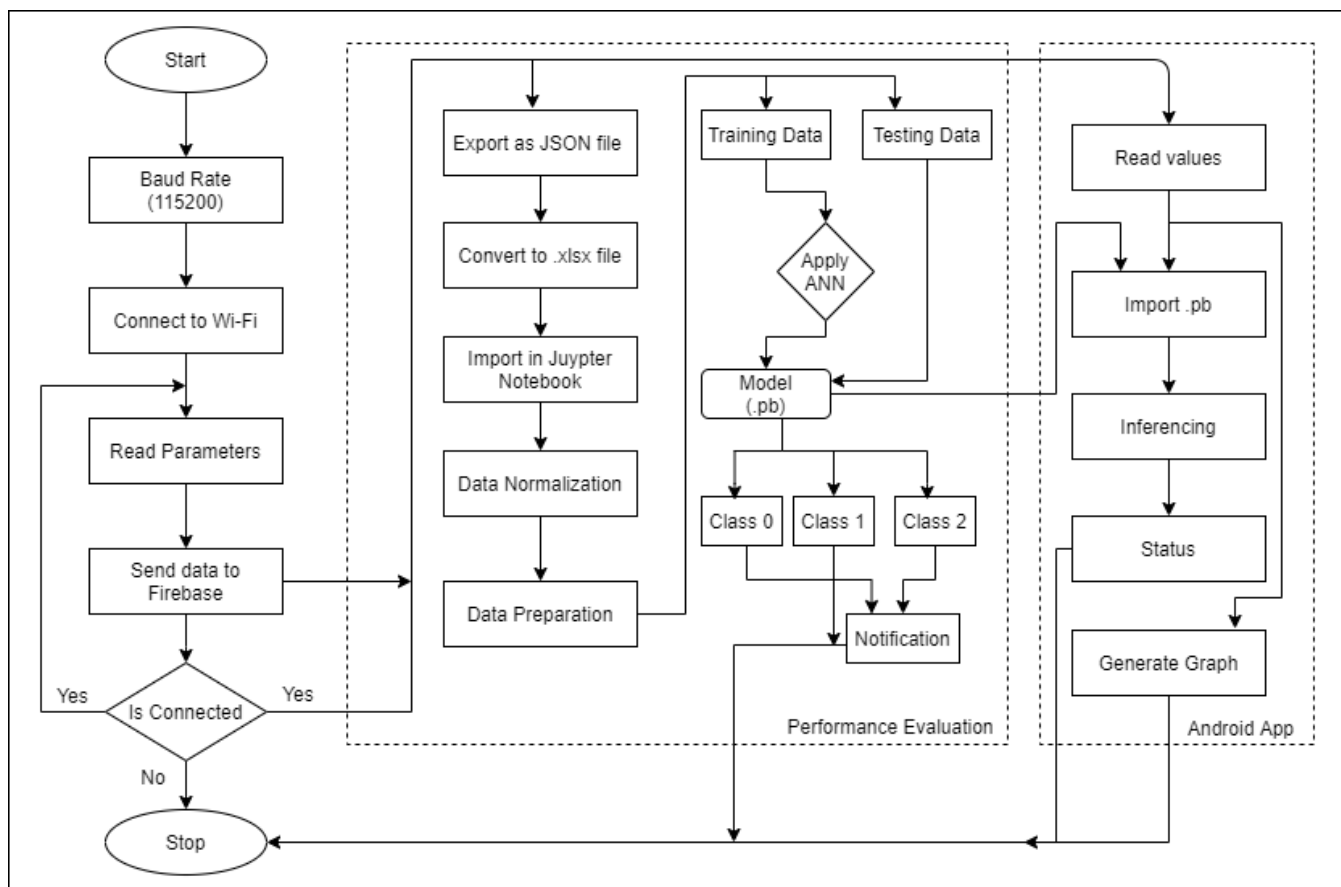 Start
Baud Rate
(115200)
Connect to Wi-Fi
Read Parameters
Send data to
Firebase
Yes
Is Connected
Yes
No
Stop
Export as JSON file
Convert to .xlsx file
Import in Juypter
Notebook
Data Normalization
Data Preparation
Training Data
Testing Data
Apply
ANN
Model
(.pb)
Class 0
Class 1
Class 2
Notification
Performance Evaluation
Read values
Import .pb
Inferencing
Status
Generate Graph
Android App